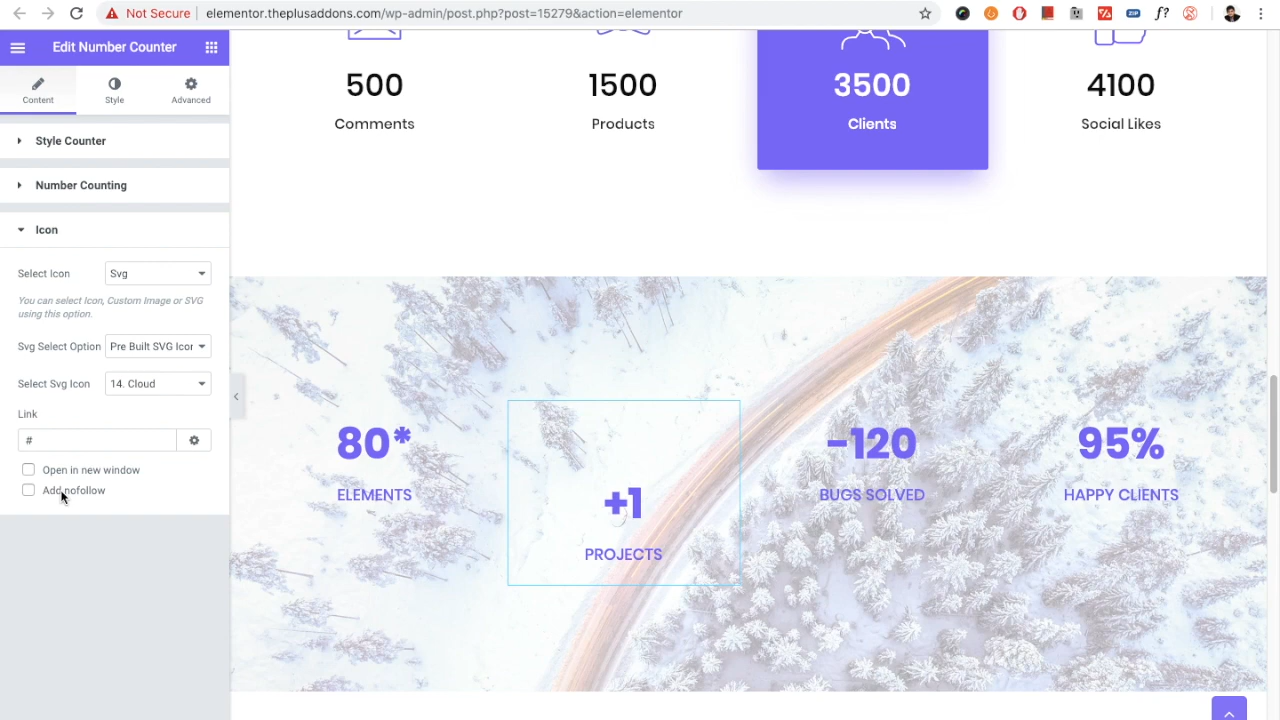 Not Secure
elementor.theplusaddons.com/wp-admin/post.php?post=15279&action=elementor
ZIP
f?
Edit Number Counter
Content
Style
Advanced
Style Counter
Number Counting
Icon
Select Icon
Svg
You can select Icon, Custom Image or SVG
using this option.
Svg Select Option
Pre Built SVG Icor
Select Svg Icon
14. Cloud
Link
#
Open in new window
Add nofollow
500
1500
3500
4100
Comments
Products
Clients
Social Likes
80*
-120
95%
ELEMENTS
BUGS SOLVED
HAPPY CLIENTS
+1
PROJECTS